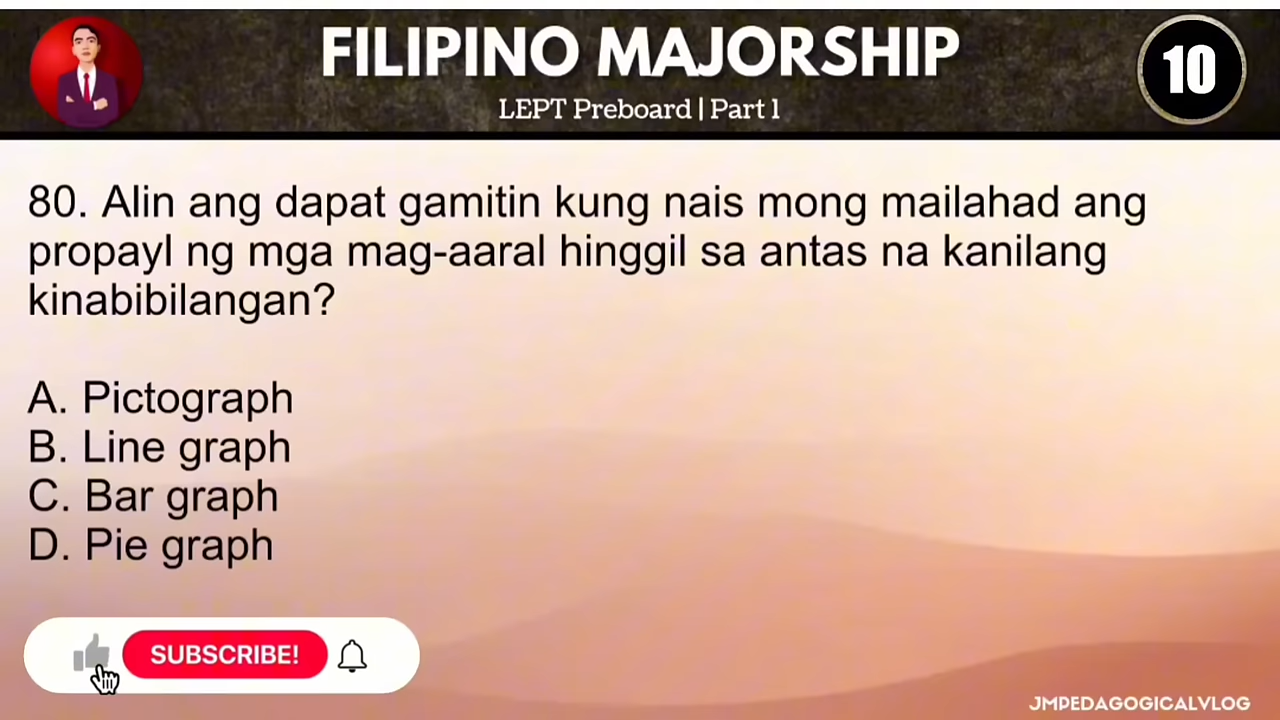 FILIPINO MAJORSHIP
LEPT Preboard | Part 1
10
80. Alin ang dapat gamitin kung nais mong mailahad ang
propayl ng mga mag-aaral hinggil sa antas na kanilang
kinabibilangan?
A. Pictograph
B. Line graph
C. Bar graph
D. Pie graph
SUBSCRIBE!
JMPEDAGOGICALVLOG